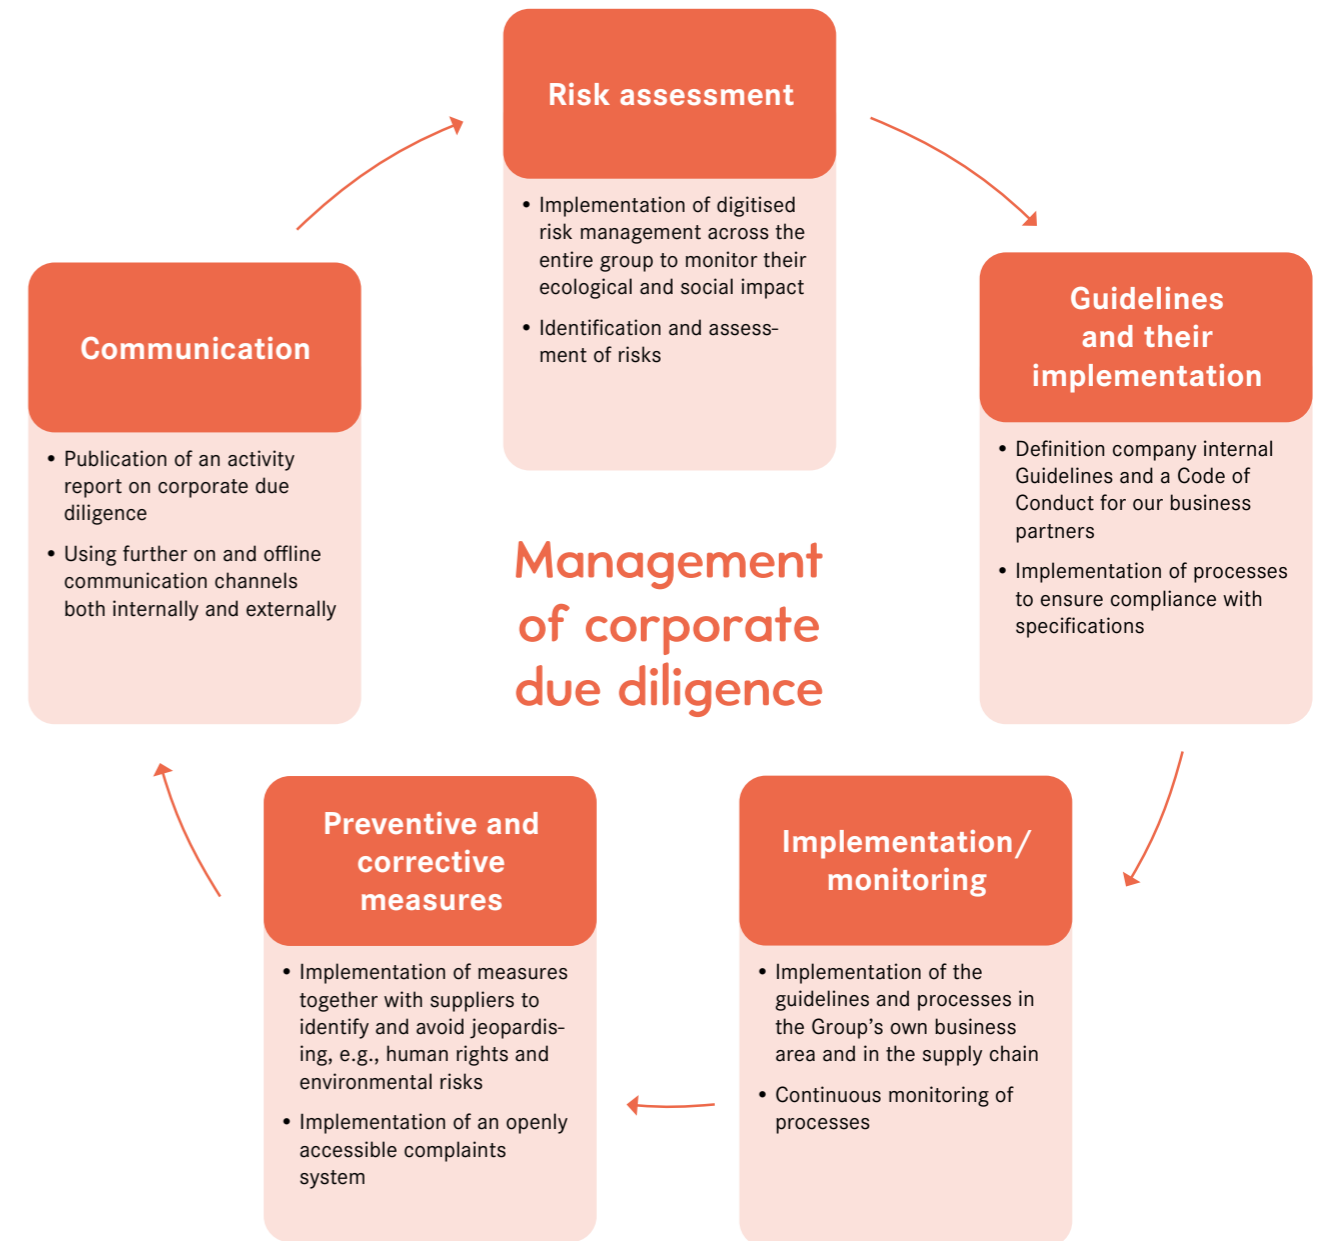 Risk assessment
• Implementation of digitised
risk management across the
entire group to monitor their
ecological and social impact
• Identification and assess-
ment of risks
Guidelines
and their
implementation
• Definition company internal
Guidelines and a Code of
Conduct for our business
partners
• Implementation of processes
to ensure compliance with
specifications
Implementation/
monitoring
• Implementation of the
guidelines and processes in
the Group’s own business
area and in the supply chain
• Continuous monitoring of
processes
Preventive and
corrective
measures
• Implementation of measures
together with suppliers to
identify and avoid jeopardis-
ing, e.g., human rights and
environmental risks
• Implementation of an openly
accessible complaints
system
Communication
• Publication of an activity
report on corporate due
diligence
• Using further on and offline
communication channels
both internally and externally
Management
of corporate
due diligence